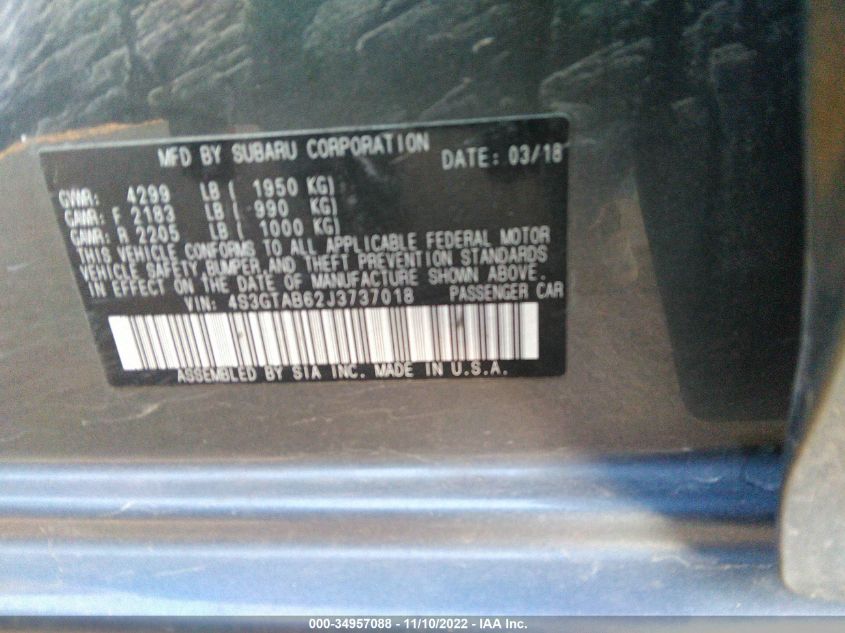 MFD BY SUBARU CORPORATION DATE: 03/18
GVWR: 4299 LB ( 1950 KG)
GAWR: F 2183 LB ( 990 KG)
GAWR: R 2205 LB ( 1000 KG)
THIS VEHICLE CONFORMS TO ALL APPLICABLE FEDERAL MOTOR
VEHICLE SAFETY, BUMPER, AND THEFT PREVENTION STANDARDS
IN EFFECT ON THE DATE OF MANUFACTURE SHOWN ABOVE.
VIN: 4S3GTAB62J3737018 PASSENGER CAR
ASSEMBLED BY SIA INC. MADE IN U.S.A.
000-34957088 - 11/10/2022 - IAA Inc.